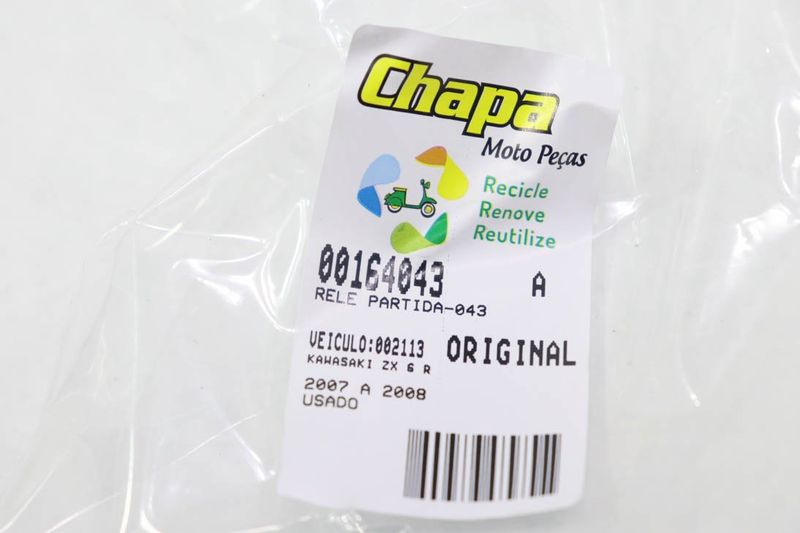 Chapa
Moto Peças
Recicle
Renove
Reutilize
00164043 A
RELE PARTIDA-043
VEICULO:002113 ORIGINAL
KAWASAKI ZX 6 R
2007 A 2008
USADO